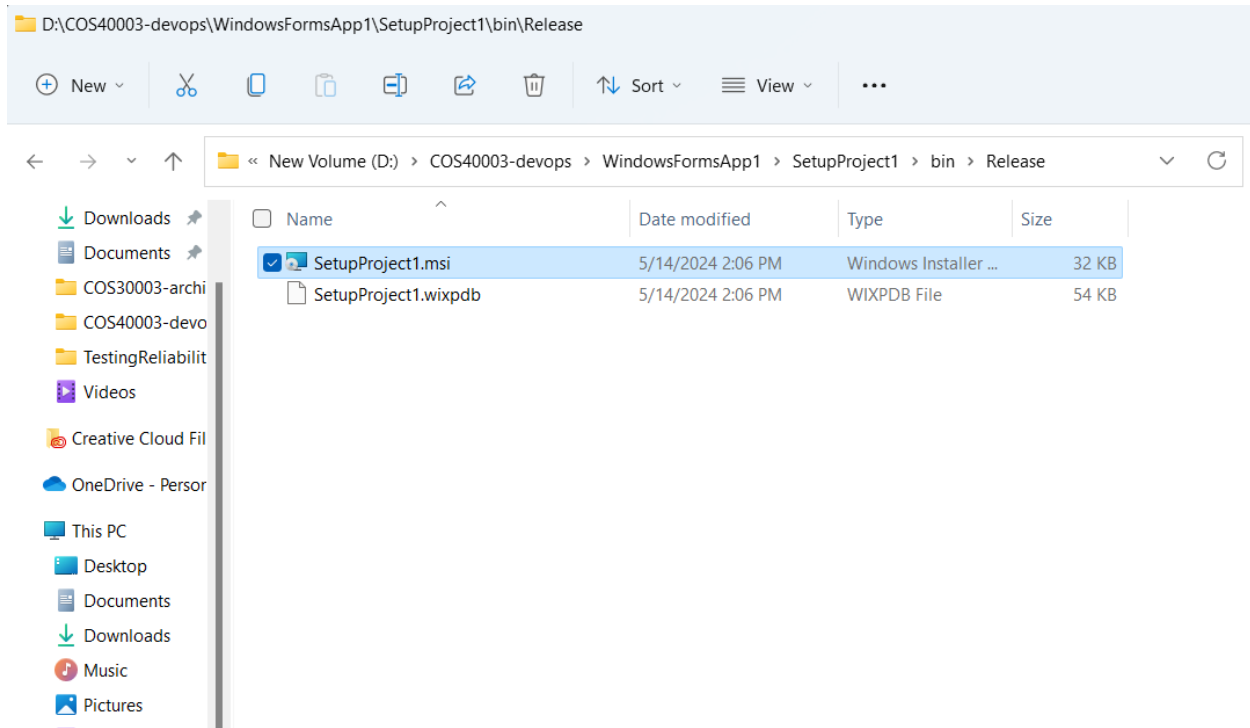 D:\COS40003-devops\WindowsFormsApp1\SetupProject1\bin\Release
New Sort View
« New Volume (D:) > COS40003-devops > WindowsFormsApp1 > SetupProject1 > bin > Release
Downloads
Documents
COS30003-archi
COS40003-devo
TestingReliabilit
Videos
Creative Cloud Fil
OneDrive - Persor
This PC
Desktop
Documents
Downloads
Music
Pictures
Name Date modified Type Size
SetupProject1.msi 5/14/2024 2:06 PM Windows Installer ... 32 KB
SetupProject1.wixpdb 5/14/2024 2:06 PM WIXPDB File 54 KB